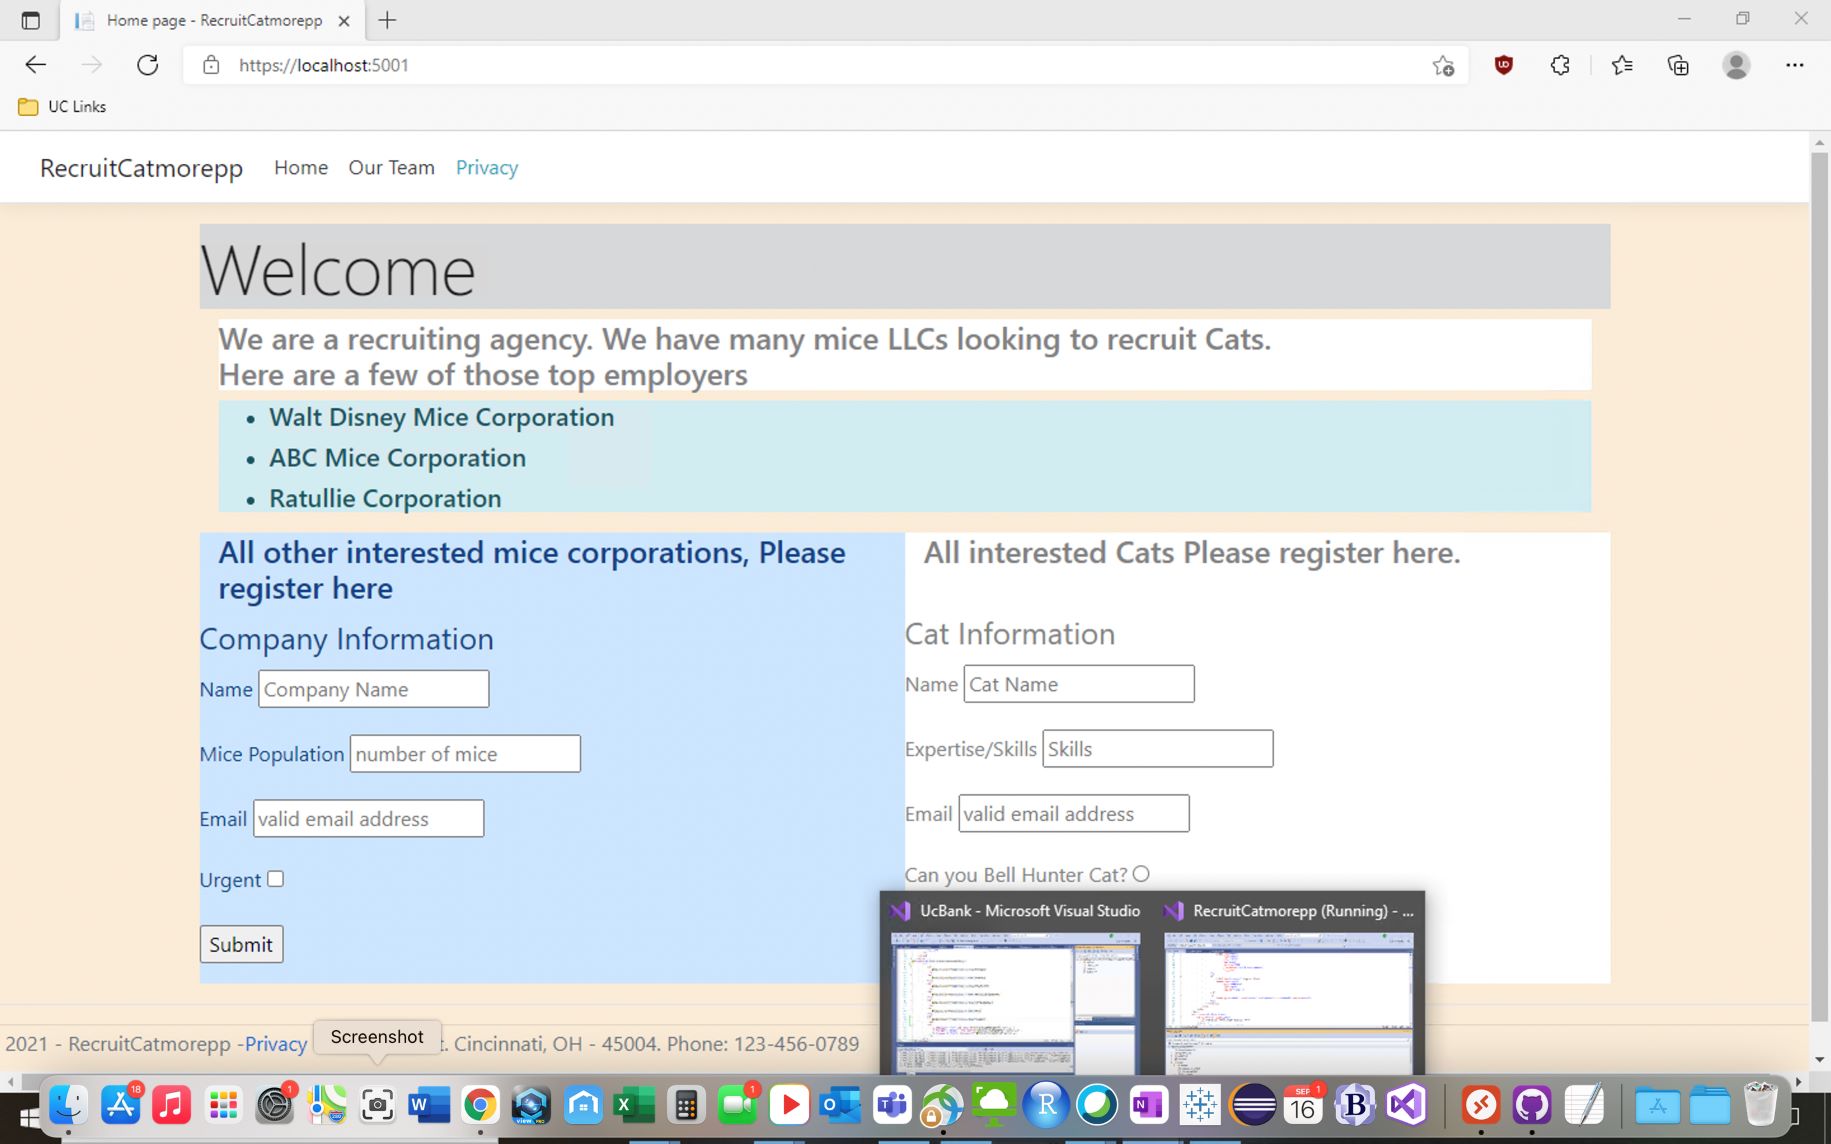 Home page - RecruitCatmorepp
https://localhost:5001
UC Links
RecruitCatmorepp Home Our Team Privacy
Welcome
We are a recruiting agency. We have many mice LLCs looking to recruit Cats.
Here are a few of those top employers
Walt Disney Mice Corporation
ABC Mice Corporation
Ratullie Corporation
All other interested mice corporations, Please
register here
Company Information
Name Company Name
Mice Population number of mice
Email valid email address
Urgent
Submit
All interested Cats Please register here.
Cat Information
Name Cat Name
Expertise/Skills Skills
Email valid email address
Can you Bell Hunter Cat?
UcBank - Microsoft Visual Studio
RecruitCatmorepp (Running) - ...
2021 - RecruitCatmorepp -Privacy
Screenshot
t. Cincinnati, OH - 45004. Phone: 123-456-0789
18
1
1
SEP 1
16